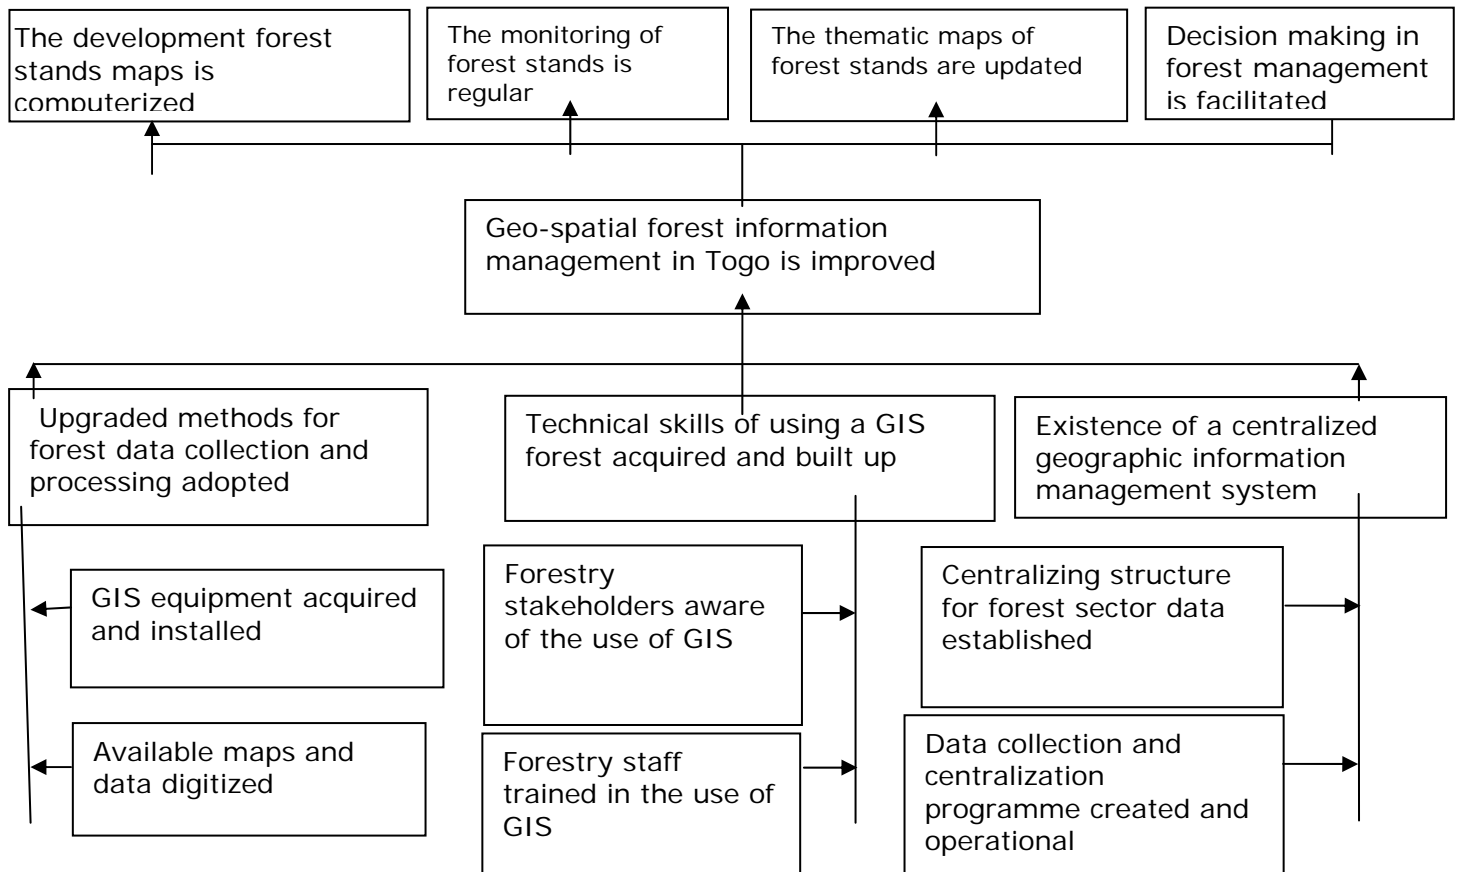 The development forest
stands maps is
computerized
The monitoring of
forest stands is
regular
The thematic maps of
forest stands are updated
Decision making in
forest management
is facilitated
Geo-spatial forest information
management in Togo is improved
Upgraded methods for
forest data collection and
processing adopted
Technical skills of using a GIS
forest acquired and built up
Existence of a centralized
geographic information
management system
GIS equipment acquired
and installed
Forestry
stakeholders aware
of the use of GIS
Centralizing structure
for forest sector data
established
Available maps and
data digitized
Forestry staff
trained in the use of
GIS
Data collection and
centralization
programme created and
operational